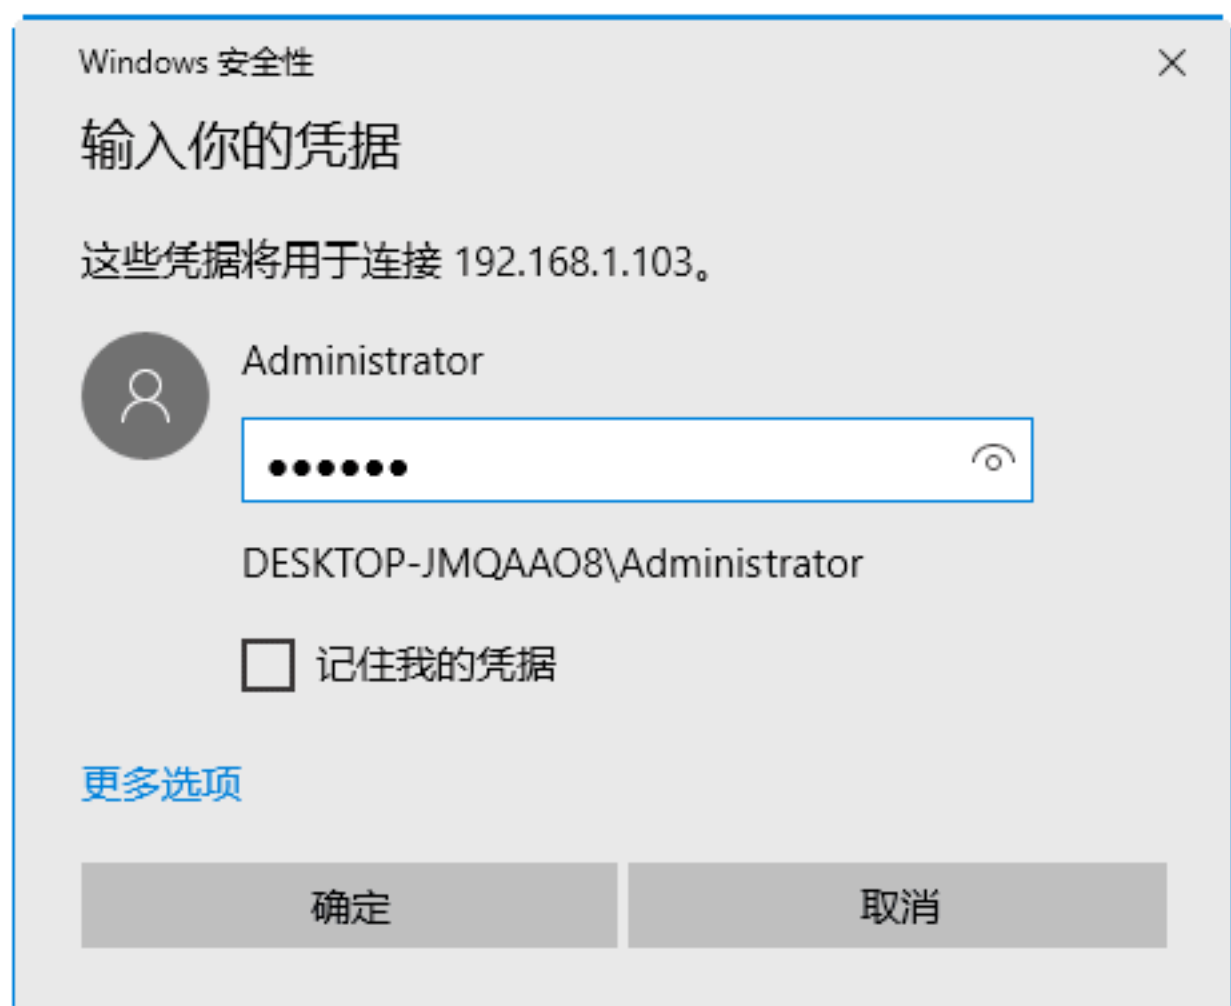 Windows 安全性
输入你的凭据
这些凭据将用于连接 192.168.1.103。
Administrator
••••••
DESKTOP-JMQAAO8\Administrator
记住我的凭据
更多选项
确定
取消